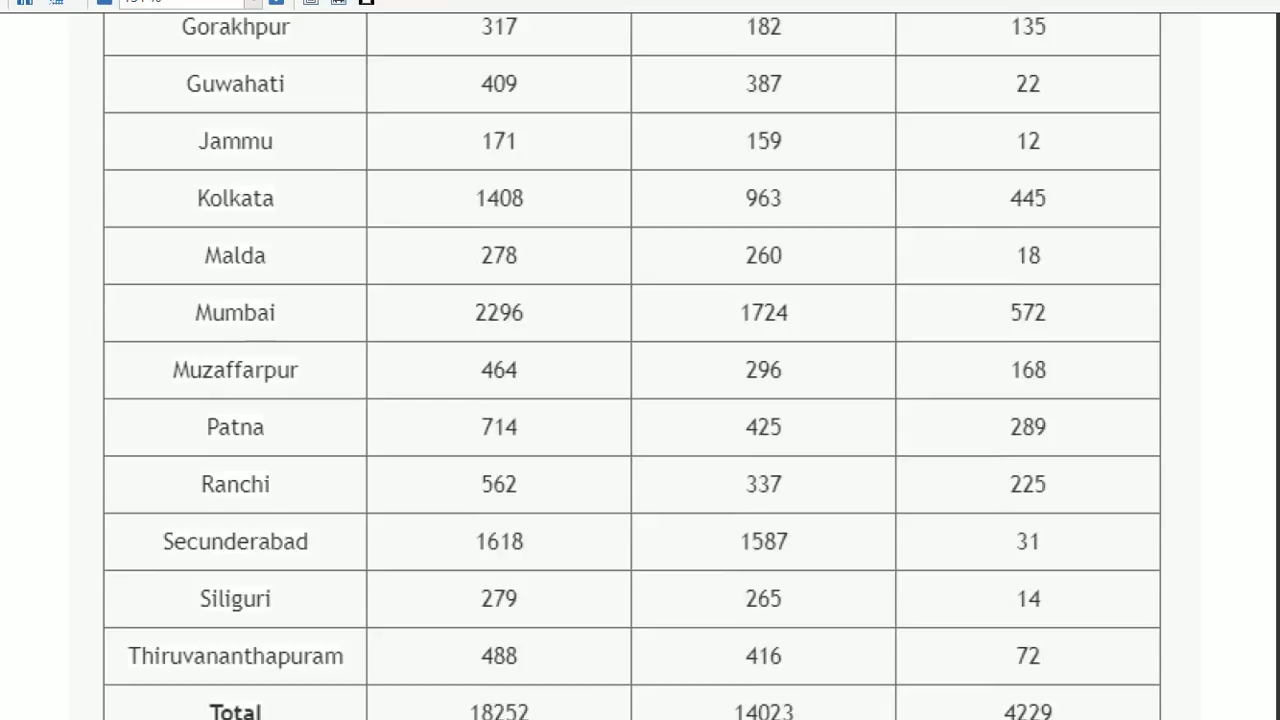 Gorakhpur 317 182 135
Guwahati 409 387 22
Jammu 171 159 12
Kolkata 1408 963 445
Malda 278 260 18
Mumbai 2296 1724 572
Muzaffarpur 464 296 168
Patna 714 425 289
Ranchi 562 337 225
Secunderabad 1618 1587 31
Siliguri 279 265 14
Thiruvananthapuram 488 416 72
Total 18252 14023 4229